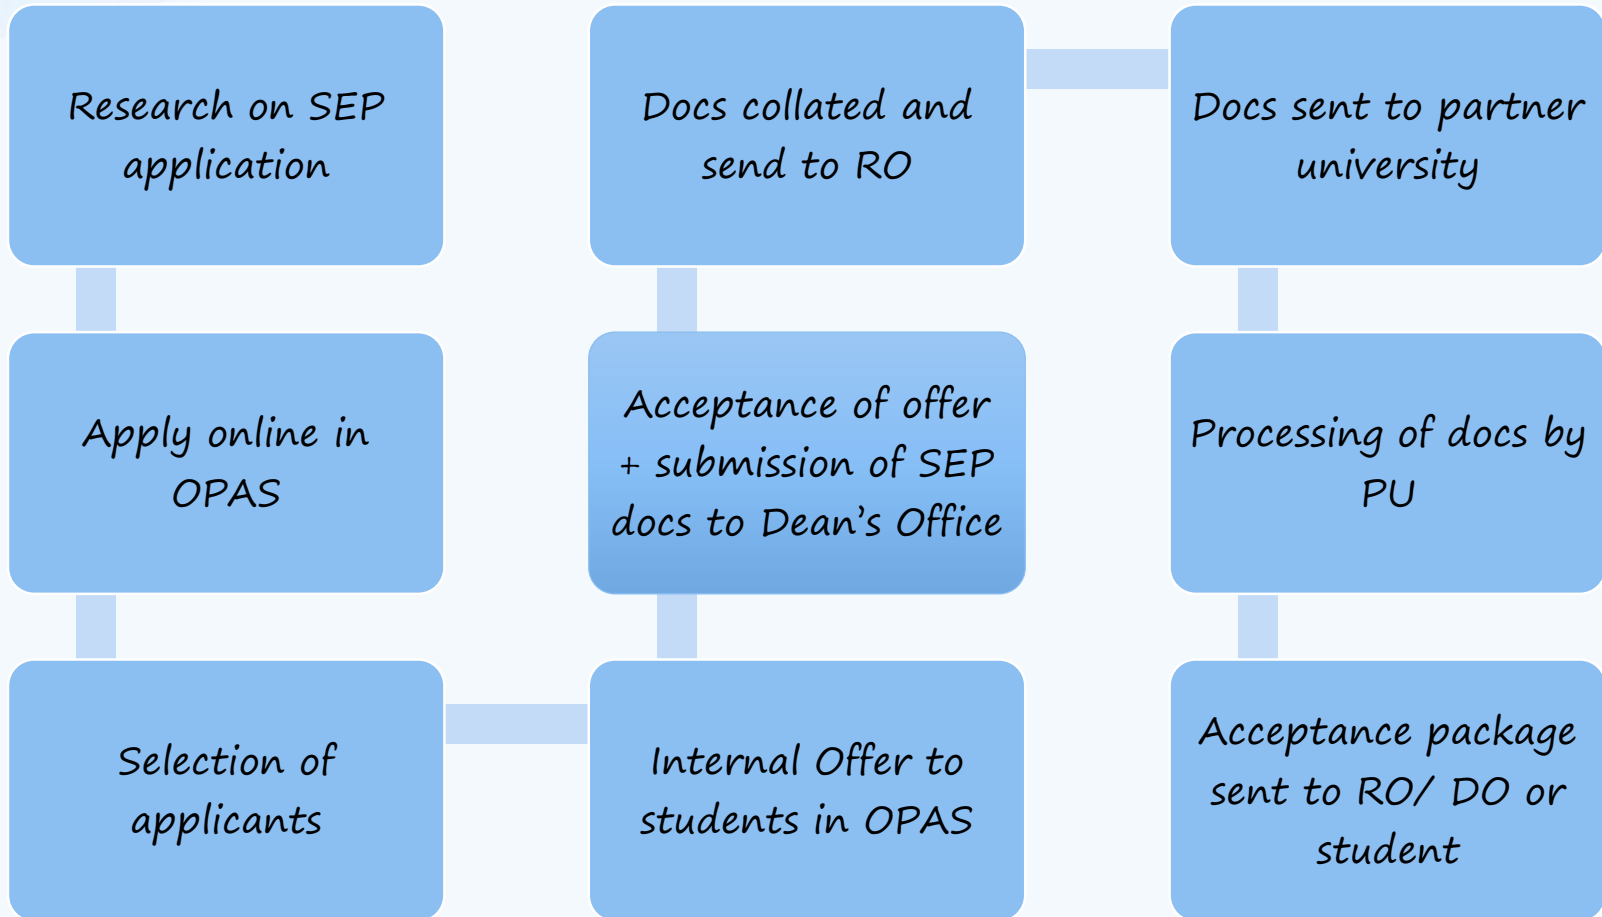 Research on SEP
application
Apply online in
OPAS
Selection of
applicants
Internal Offer to
students in OPAS
Acceptance of offer
+ submission of SEP
docs to Dean’s Office
Docs collated and
send to RO
Docs sent to partner
university
Processing of docs by
PU
Acceptance package
sent to RO/ DO or
student